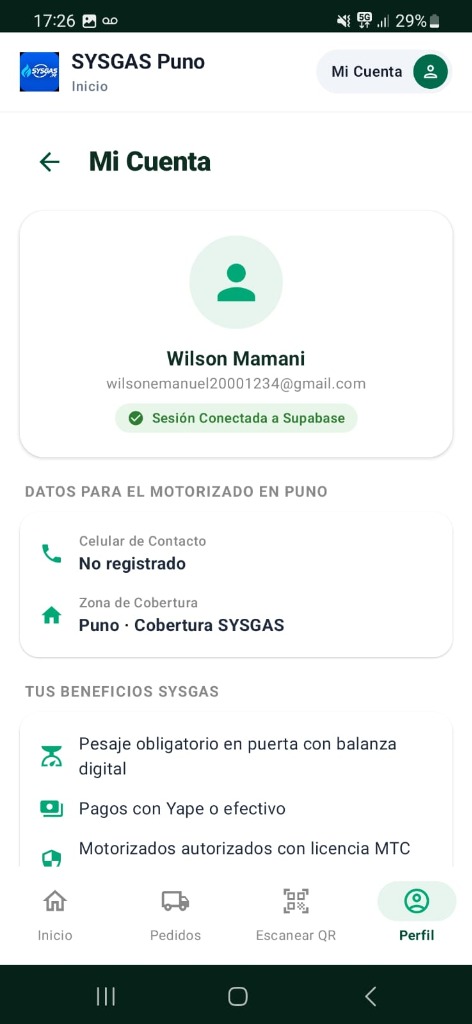 17:26
5G
29%
SYSGAS
SYSGAS Puno
Inicio
Mi Cuenta
Mi Cuenta
Wilson Mamani
wilsonemanuel20001234@gmail.com
Sesión Conectada a Supabase
DATOS PARA EL MOTORIZADO EN PUNO
Celular de Contacto
No registrado
Zona de Cobertura
Puno · Cobertura SYSGAS
TUS BENEFICIOS SYSGAS
Pesaje obligatorio en puerta con balanza
digital
Pagos con Yape o efectivo
Motorizados autorizados con licencia MTC
Inicio
Pedidos
Escanear QR
Perfil